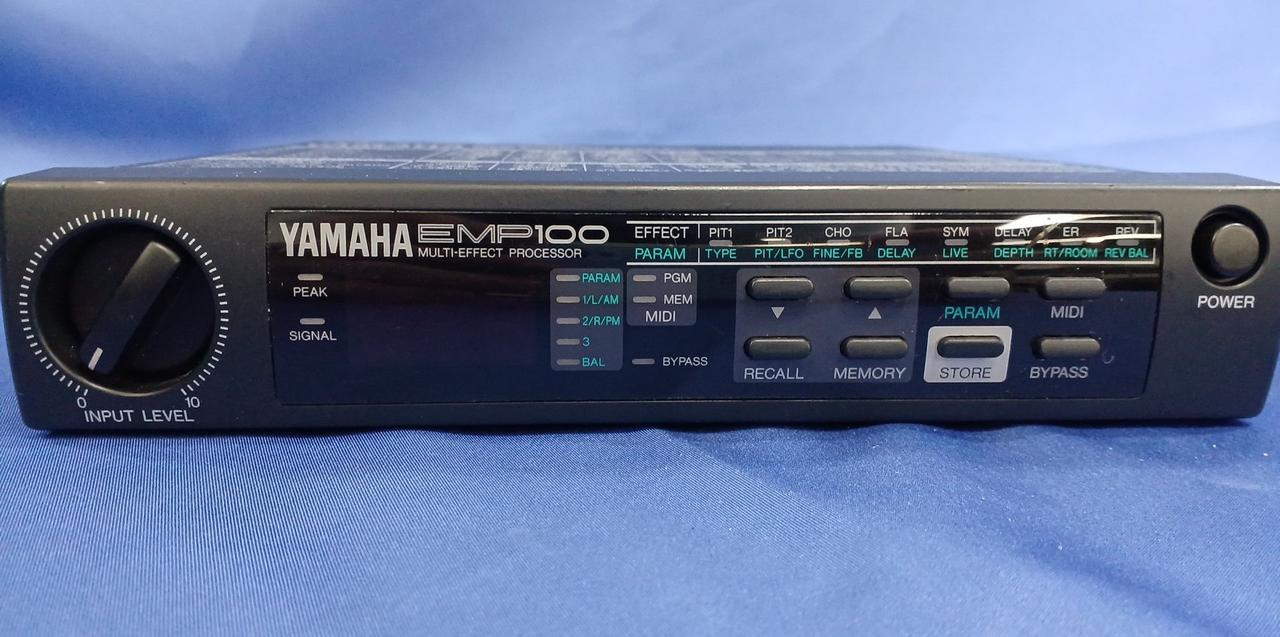 YAMAHA EMP100
MULTI-EFFECT PROCESSOR
EFFECT PIT1 PIT2 CHO FLA SYM DELAY ER REV
PARAM TYPE PIT/LFO FINE/FB DELAY LIVE DEPTH RT/ROOM REV BAL
PEAK
SIGNAL
PARAM
1/L/AM
2/R/PM
3
BAL
PGM
MEM
MIDI
BYPASS
▼ ▲ PARAM MIDI
RECALL MEMORY STORE BYPASS
POWER
0 10
INPUT LEVEL